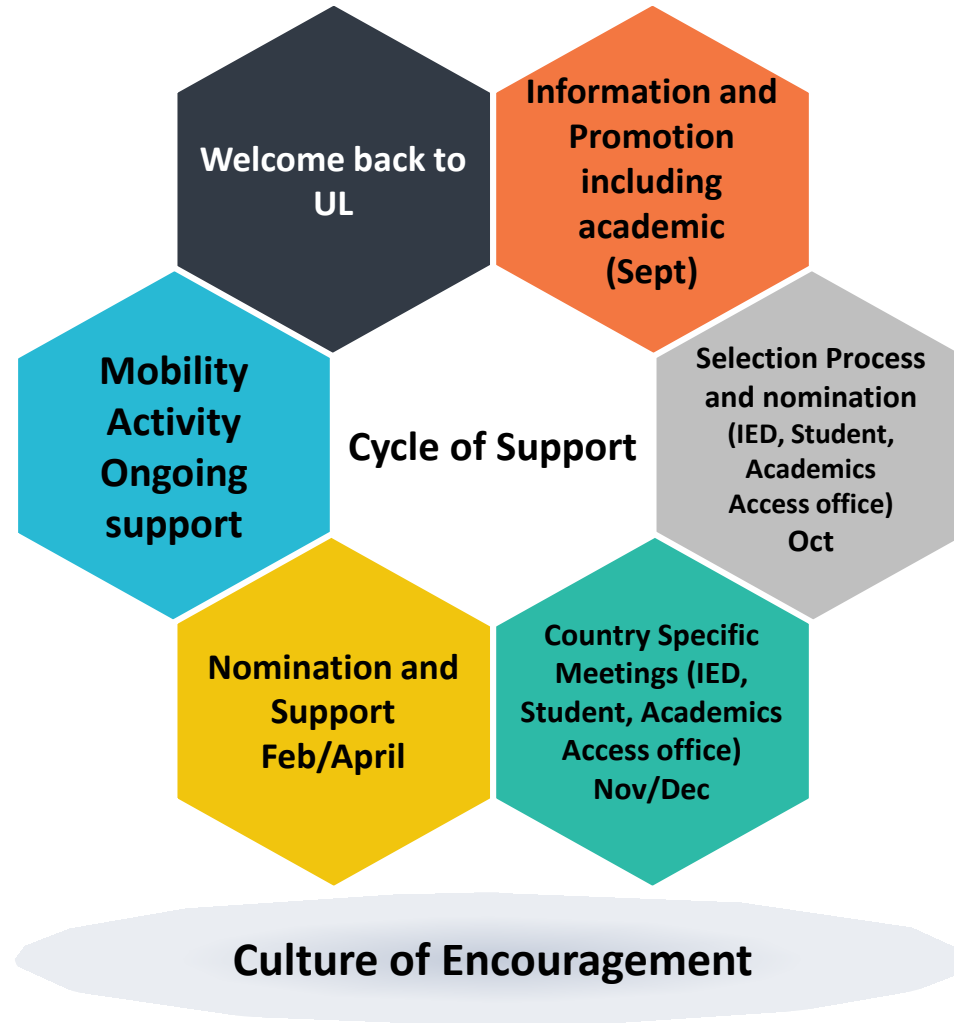 Welcome back to
UL
Information and
Promotion
including
academic
(Sept)
Selection Process
and nomination
(IED, Student,
Academics
Access office)
Oct
Country Specific
Meetings (IED,
Student, Academics
Access office)
Nov/Dec
Nomination and
Support
Feb/April
Mobility
Activity
Ongoing
support
Cycle of Support
Culture of Encouragement